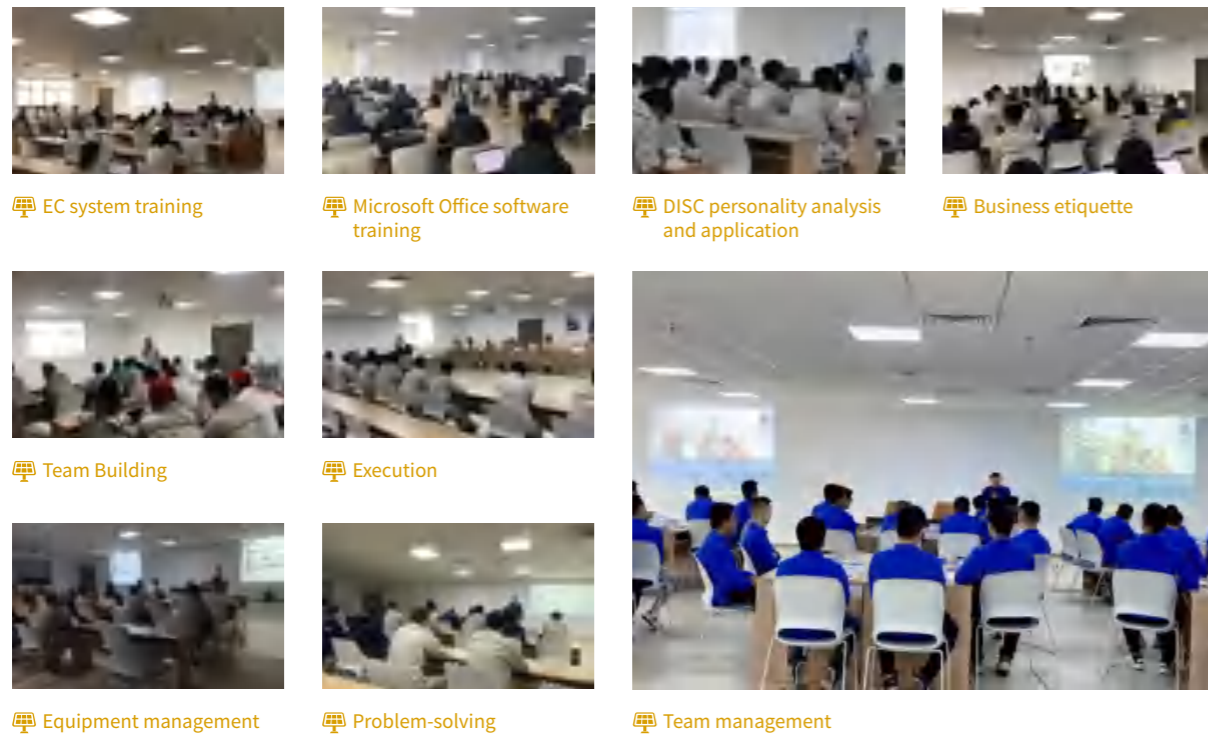 EC system training
Microsoft Office software
training
DISC personality analysis
and application
Business etiquette
Team Building
Execution
Equipment management
Problem-solving
Team management